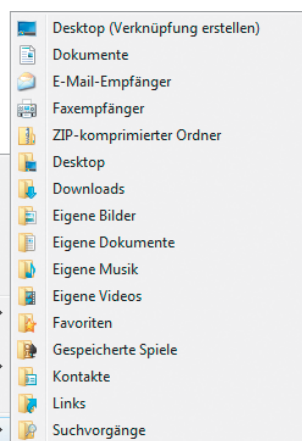 Desktop (Verknüpfung erstellen)
Dokumente
E-Mail-Empfänger
Faxempfänger
ZIP-komprimierter Ordner
Desktop
Downloads
Eigene Bilder
Eigene Dokumente
Eigene Musik
Eigene Videos
Favoriten
Gespeicherte Spiele
Kontakte
Links
Suchvorgänge